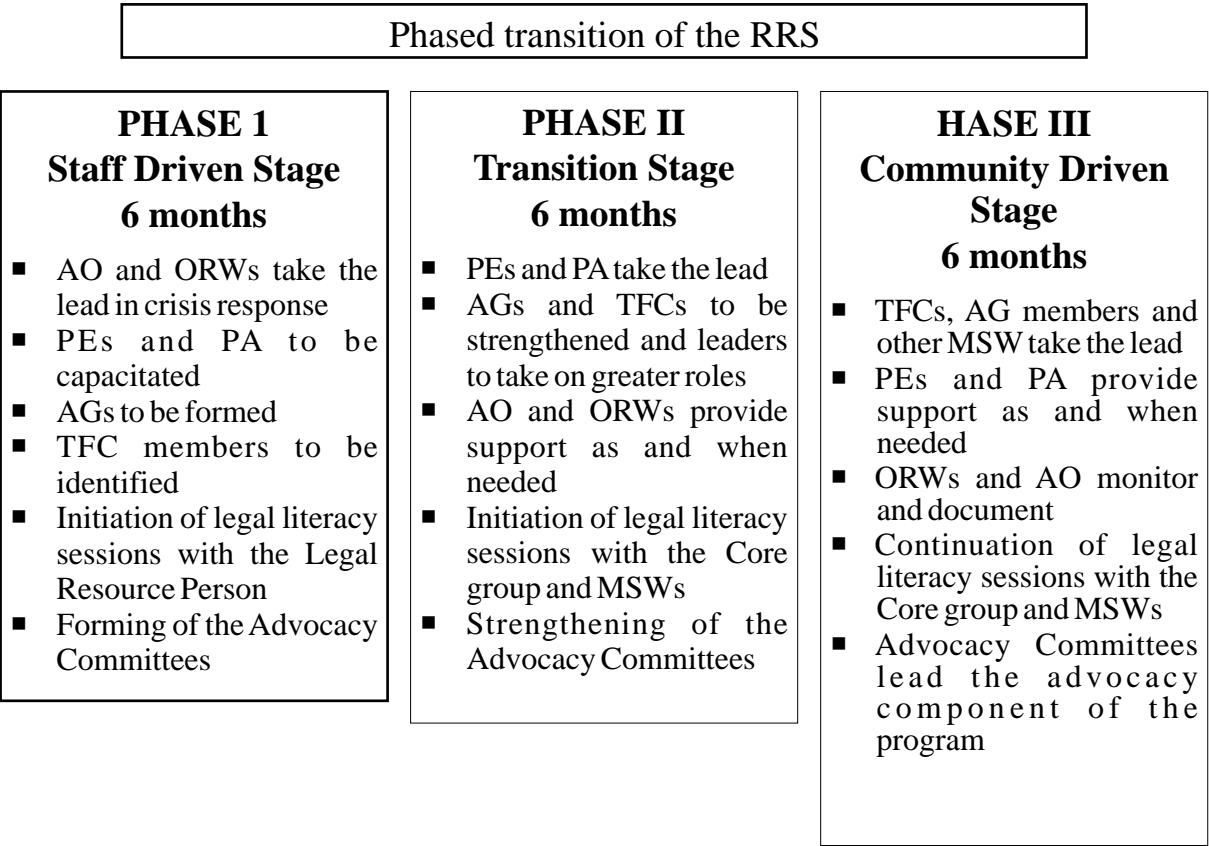 Phased transition of the RRS
PHASE 1
Staff Driven Stage
6 months
■ AO and ORWs take the
lead in crisis response
■ PEs and PA to be
capacitated
■ AGs to be formed
■ TFC members to be
identified
■ Initiation of legal literacy
sessions with the Legal
Resource Person
■ Forming of the Advocacy
Committees
PHASE II
Transition Stage
6 months
■ PEs and PA take the lead
■ AGs and TFCs to be
strengthened and leaders
to take on greater roles
■ AO and ORWs provide
support as and when
needed
■ Initiation of legal literacy
sessions with the Core
group and MSWs
■ Strengthening of the
Advocacy Committees
HASE III
Community Driven
Stage
6 months
■ TFCs, AG members and
other MSW take the lead
■ PEs and PA provide
support as and when
needed
■ ORWs and AO monitor
and document
■ Continuation of legal
literacy sessions with the
Core group and MSWs
■ Advocacy Committees
lead the advocacy
component of the
program